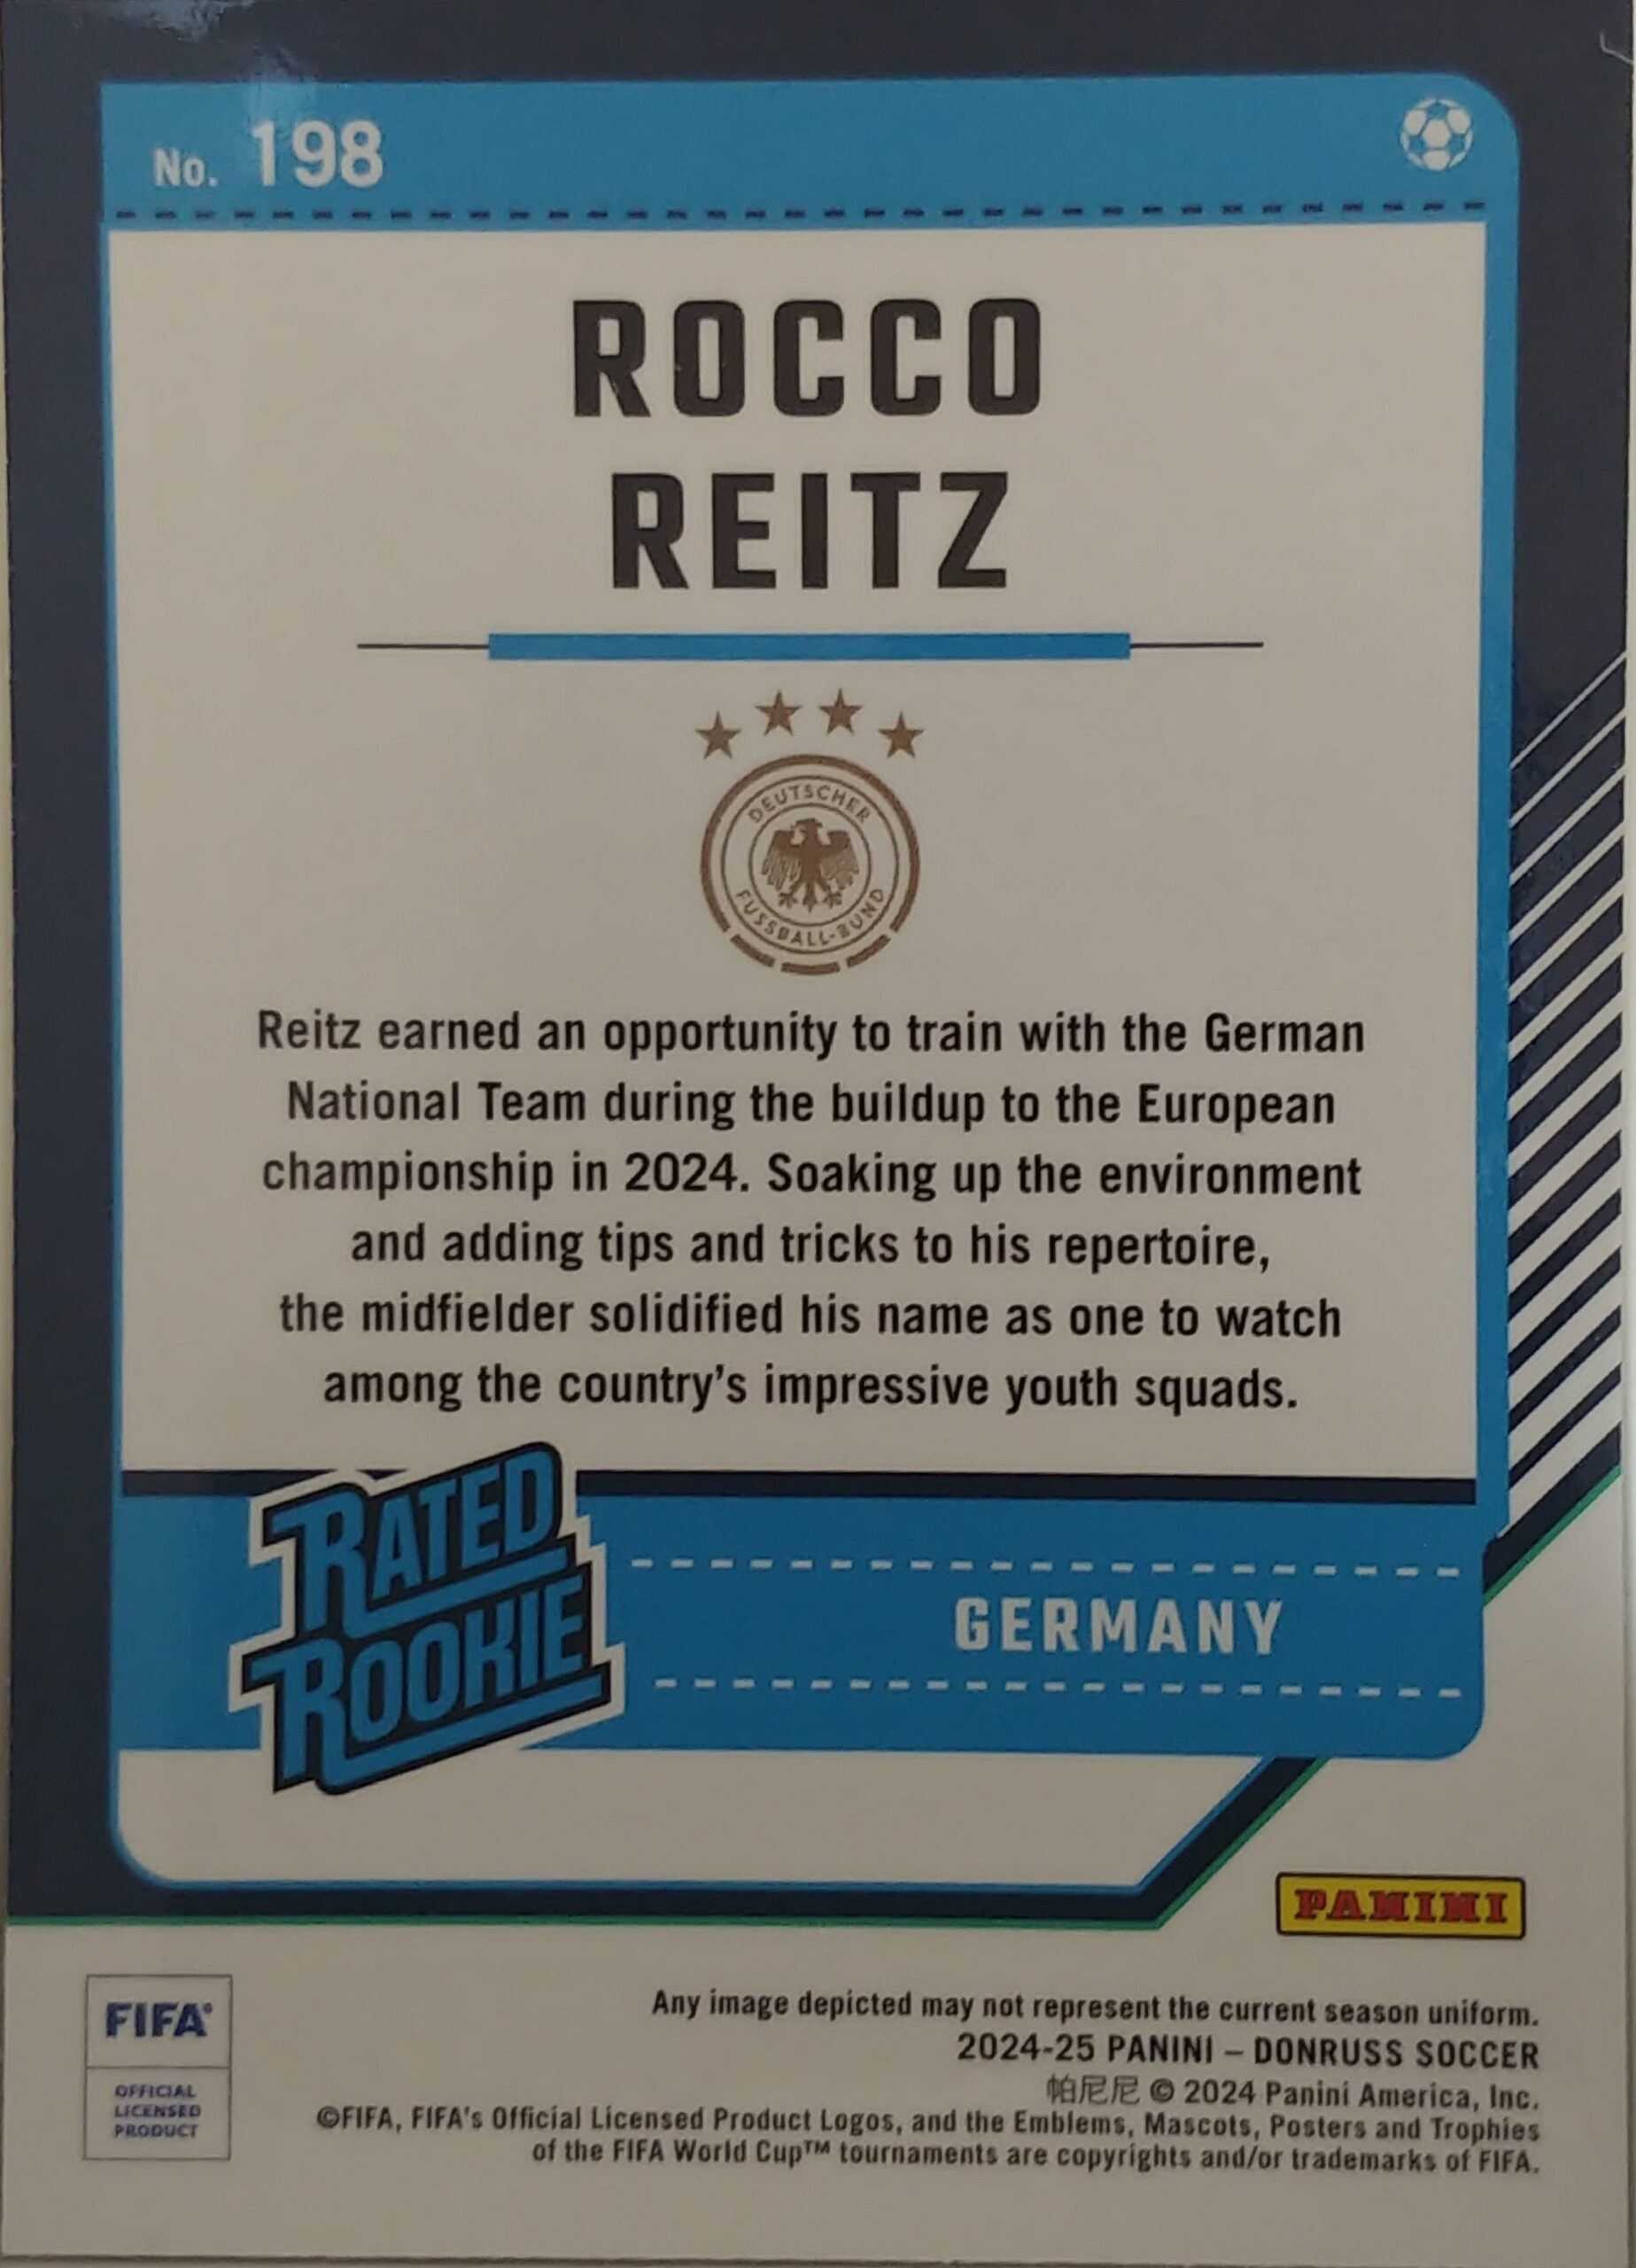 No. 198
ROCCO
REITZ
DEUTSCHER
FUSSBALL-BUND
Reitz earned an opportunity to train with the German
National Team during the buildup to the European
championship in 2024. Soaking up the environment
and adding tips and tricks to his repertoire,
the midfielder solidified his name as one to watch
among the country's impressive youth squads.
RATED
ROOKIE
GERMANY
PANINI
FIFA®
OFFICIAL
LICENSED
PRODUCT
Any image depicted may not represent the current season uniform.
2024-25 PANINI – DONRUSS SOCCER
帕尼尼 © 2024 Panini America, Inc.
©FIFA, FIFA's Official Licensed Product Logos, and the Emblems, Mascots, Posters and Trophies
of the FIFA World Cup™ tournaments are copyrights and/or trademarks of FIFA.